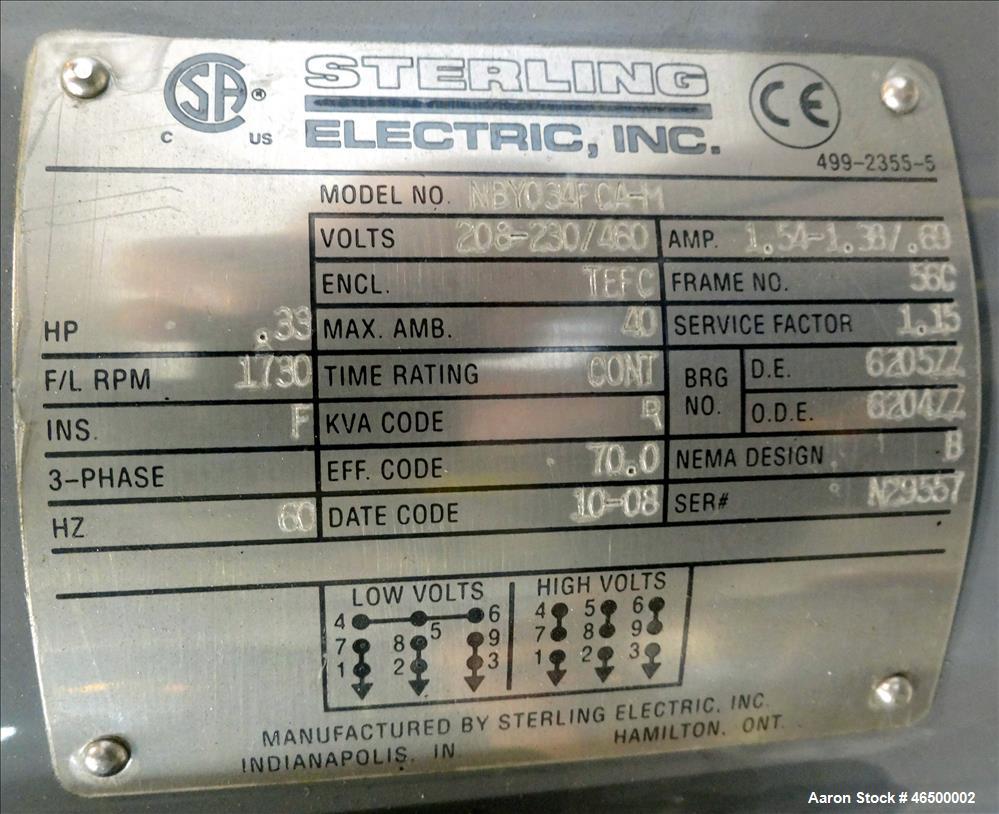 CSA ® STERLING CE
C US ELECTRIC, INC.
499-2355-5
MODEL NO. NBY034FCA-M
VOLTS 208-230/460 AMP. 1.54-1.38/.69
ENCL. TEFC FRAME NO. 56C
HP .33 MAX. AMB. 40 SERVICE FACTOR 1.15
F/L RPM 1730 TIME RATING CONT BRG NO. D.E. 6205ZZ
INS. F KVA CODE R O.D.E. 6204ZZ
3-PHASE EFF. CODE 70.0 NEMA DESIGN B
HZ 60 DATE CODE 10-08 SER# N29557
LOW VOLTS HIGH VOLTS
4 5 6 4 5 6
7 8 9 7 8 9
1 2 3 1 2 3
MANUFACTURED BY STERLING ELECTRIC, INC.
INDIANAPOLIS, IN HAMILTON, ONT.
Aaron Stock # 46500002